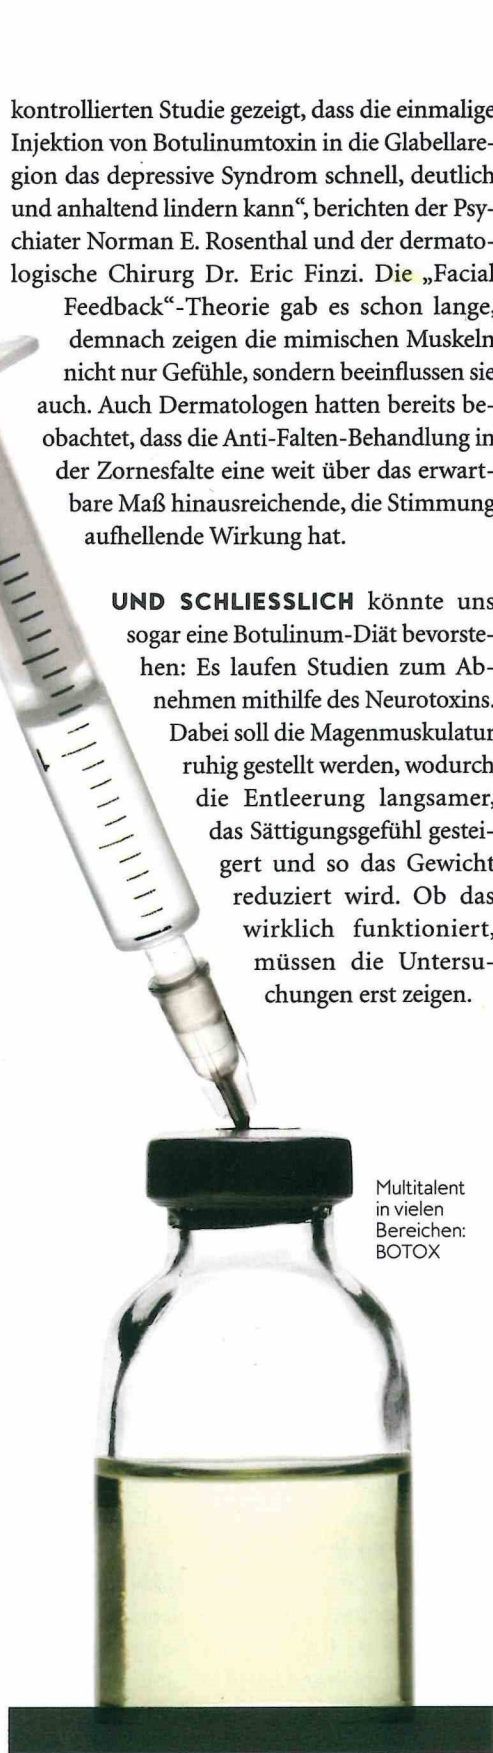 kontrollierten Studie gezeigt, dass die einmalige
Injektion von Botulinumtoxin in die Glabellare-
gion das depressive Syndrom schnell, deutlich
und anhaltend lindern kann“, berichten der Psy-
chiater Norman E. Rosenthal und der dermato-
logische Chirurg Dr. Eric Finzi. Die „Facial
Feedback“-Theorie gab es schon lange,
demnach zeigen die mimischen Muskeln
nicht nur Gefühle, sondern beeinflussen sie
auch. Auch Dermatologen hatten bereits be-
obachtet, dass die Anti-Falten-Behandlung in
der Zornesfalte eine weit über das erwart-
bare Maß hinausreichende, die Stimmung
aufhellende Wirkung hat.
UND SCHLIESSLICH könnte uns
sogar eine Botulinum-Diät bevorste-
hen: Es laufen Studien zum Ab-
nehmen mithilfe des Neurotoxins.
Dabei soll die Magenmuskulatur
ruhig gestellt werden, wodurch
die Entleerung langsamer,
das Sättigungsgefühl gestei-
gert und so das Gewicht
reduziert wird. Ob das
wirklich funktioniert,
müssen die Untersu-
chungen erst zeigen.
Multitalent
in vielen
Bereichen:
BOTOX